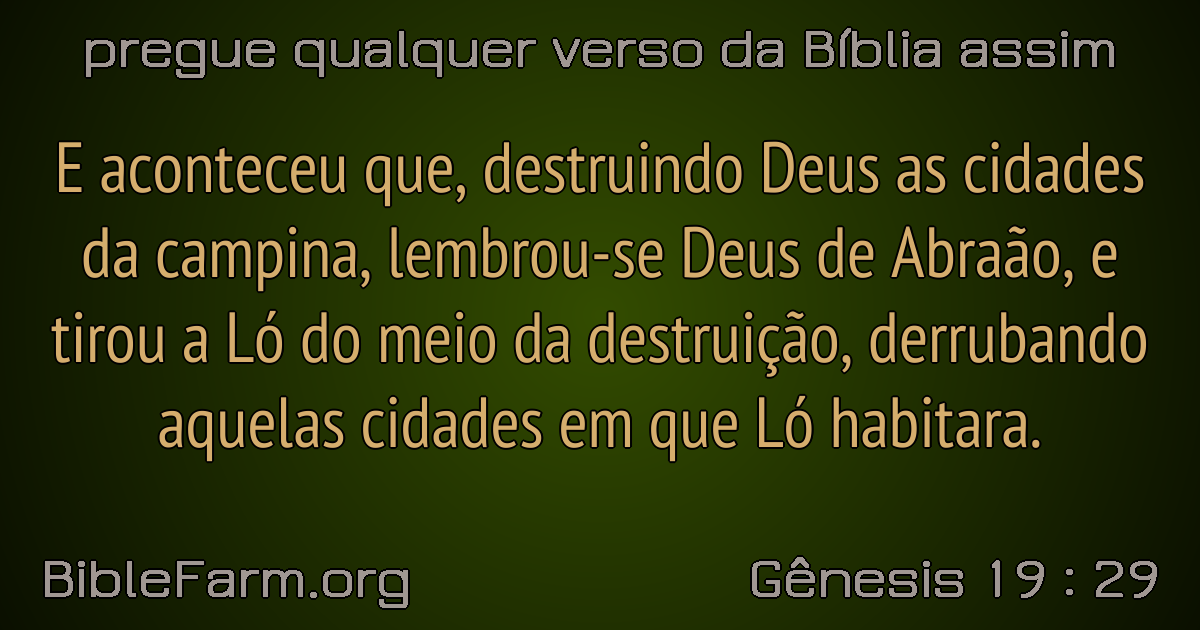 pregue qualquer verso da Bíblia assim
E aconteceu que, destruindo Deus as cidades
da campina, lembrou-se Deus de Abraão, e
tirou a Ló do meio da destruição, derrubando
aquelas cidades em que Ló habitara.
BibleFarm.org
Gênesis 19 : 29